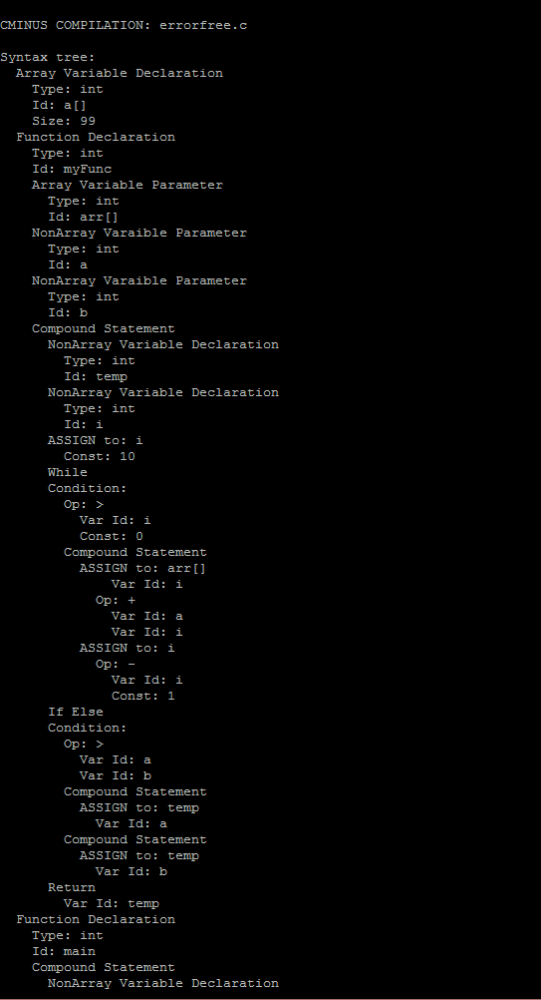 CMINUS COMPILATION: errorfree.c
Syntax tree:
Array Variable Declaration
Type: int
Id: a[]
Size: 99
Function Declaration
Type: int
Id: myFunc
Array Variable Parameter
Type: int
Id: arr[]
NonArray Varaible Parameter
Type: int
Id: a
NonArray Varaible Parameter
Type: int
Id: b
Compound Statement
NonArray Variable Declaration
Type: int
Id: temp
NonArray Variable Declaration
Type: int
Id: i
ASSIGN to: i
Const: 10
While
Condition:
Op: >
Var Id: i
Const: 0
Compound Statement
ASSIGN to: arr[]
Var Id: i
Op: +
Var Id: a
Var Id: i
ASSIGN to: i
Op: -
Var Id: i
Const: 1
If Else
Condition:
Op: >
Var Id: a
Var Id: b
Compound Statement
ASSIGN to: temp
Var Id: a
Compound Statement
ASSIGN to: temp
Var Id: b
Return
Var Id: temp
Function Declaration
Type: int
Id: main
Compound Statement
NonArray Variable Declaration